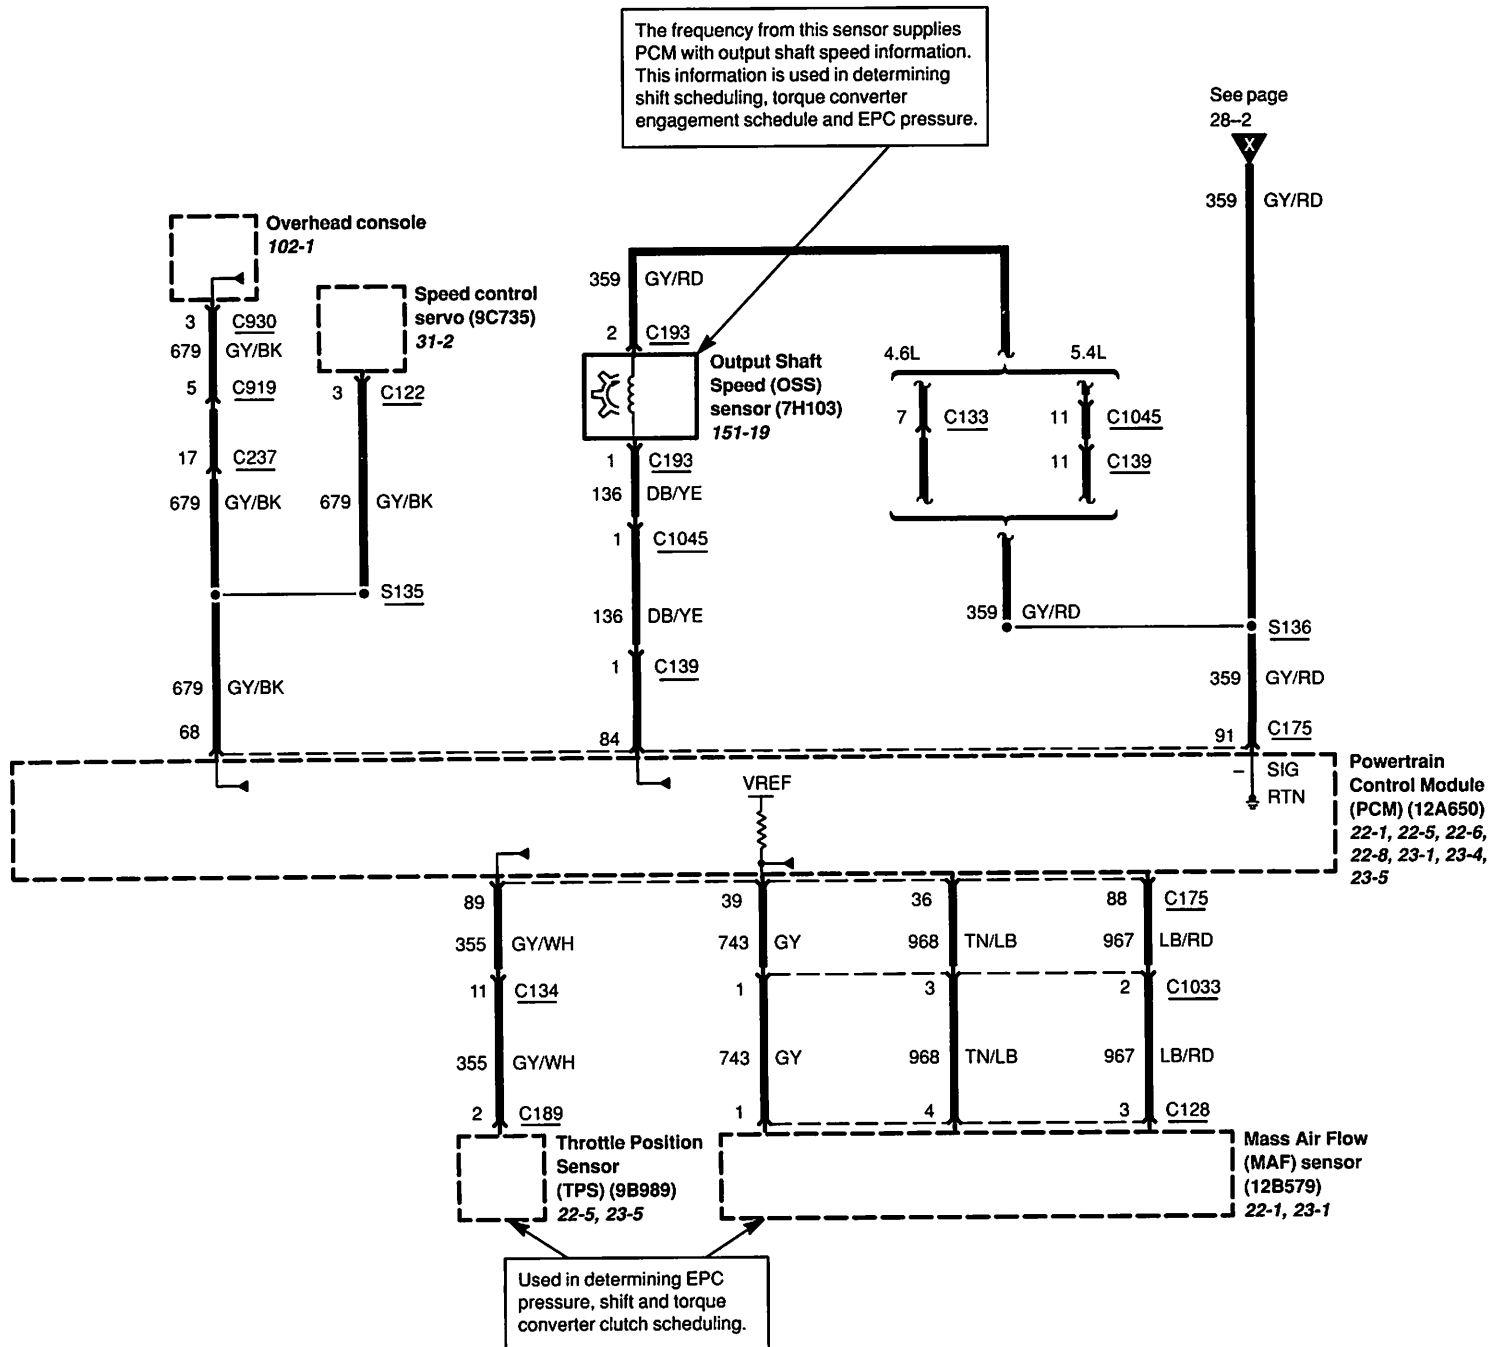 The frequency from this sensor supplies
PCM with output shaft speed information.
This information is used in determining
shift scheduling, torque converter
engagement schedule and EPC pressure.
See page
28–2
X
359 GY/RD
Overhead console
102-1
3 C930
679 GY/BK
5 C919
17 C237
679 GY/BK
Speed control
servo (9C735)
31-2
3 C122
679 GY/BK
S135
679 GY/BK
68
359 GY/RD
2 C193
Output Shaft
Speed (OSS)
sensor (7H103)
151-19
1 C193
136 DB/YE
1 C1045
136 DB/YE
1 C139
84
4.6L 5.4L
7 C133 11 C1045
11 C139
359 GY/RD
S136
359 GY/RD
91 C175
– SIG
RTN
VREF
Powertrain
Control Module
(PCM) (12A650)
22-1, 22-5, 22-6,
22-8, 23-1, 23-4,
23-5
89 39 36 88 C175
355 GY/WH 743 GY 968 TN/LB 967 LB/RD
11 C134 1 3 2 C1033
355 GY/WH 743 GY 968 TN/LB 967 LB/RD
2 C189 1 4 3 C128
Throttle Position
Sensor
(TPS) (9B989)
22-5, 23-5
Mass Air Flow
(MAF) sensor
(12B579)
22-1, 23-1
Used in determining EPC
pressure, shift and torque
converter clutch scheduling.